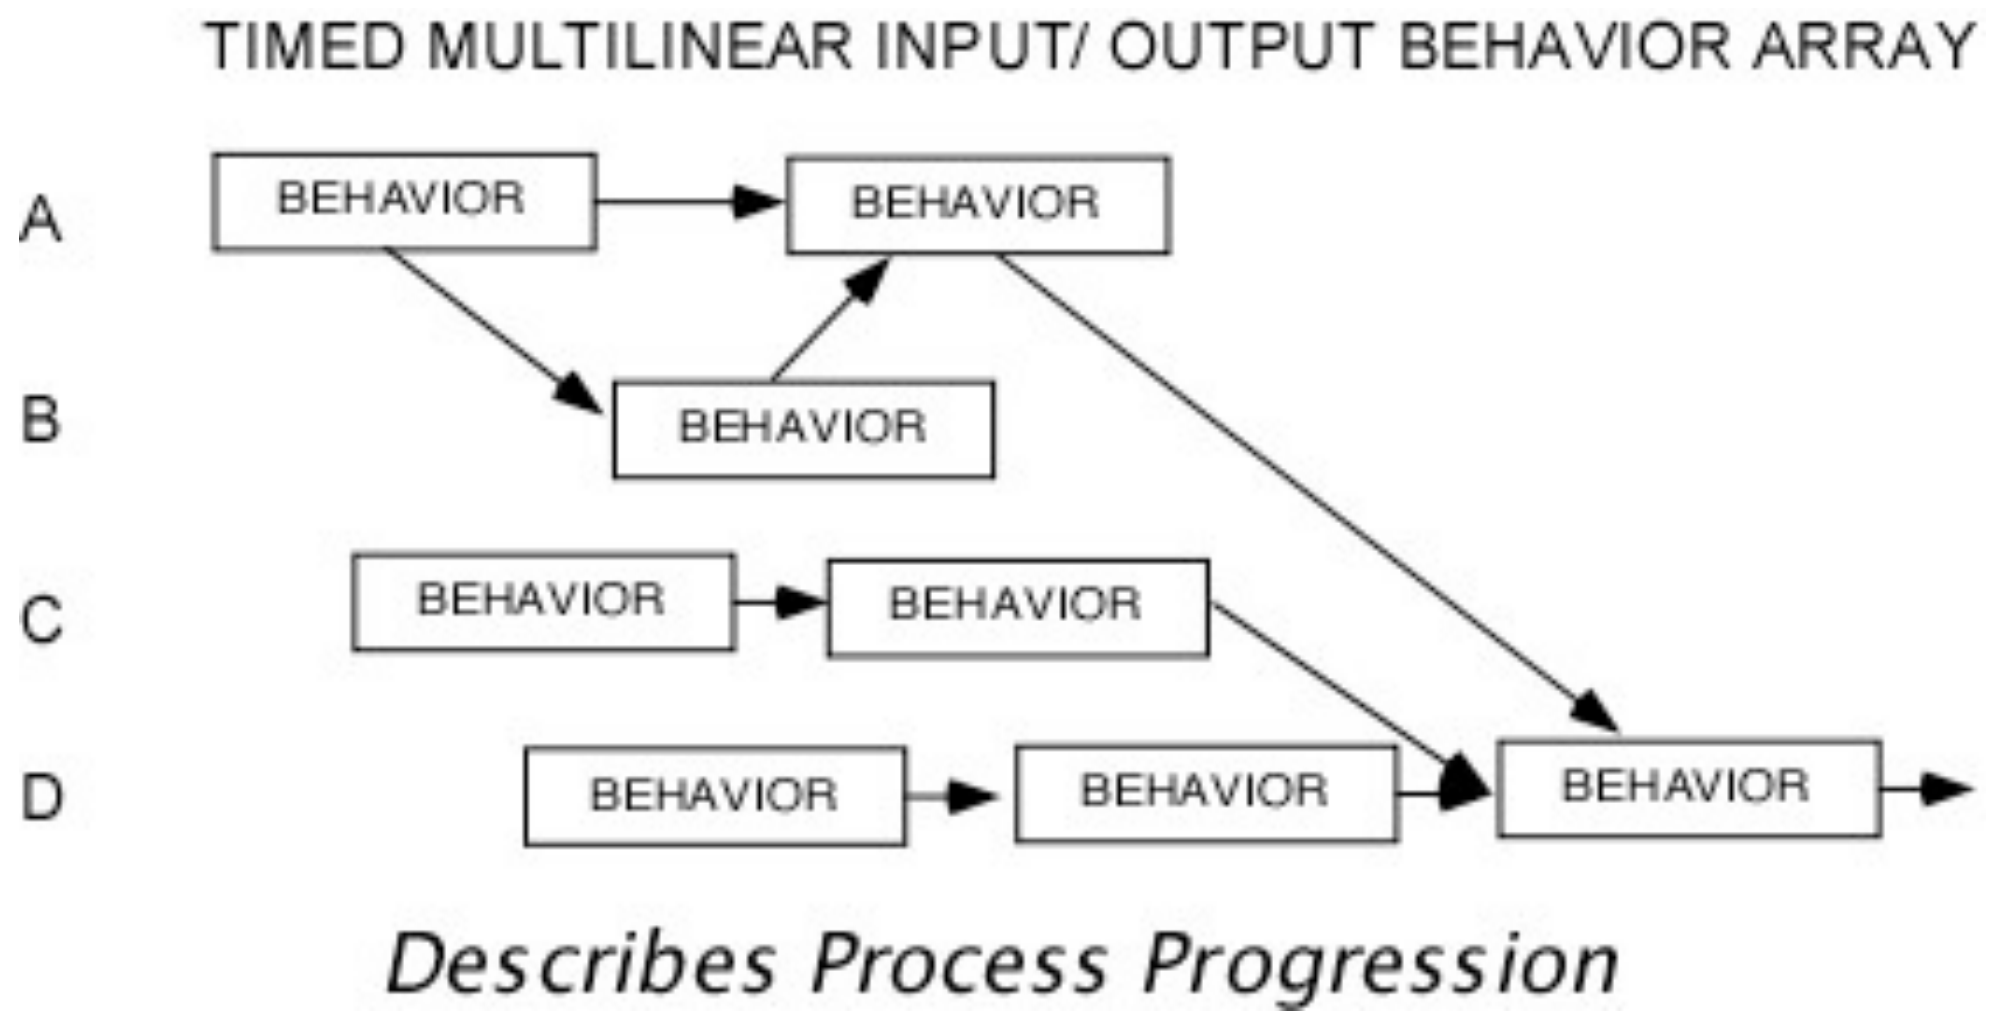 TIMED MULTILINEAR INPUT/ OUTPUT BEHAVIOR ARRAY
A
BEHAVIOR
BEHAVIOR
B
BEHAVIOR
C
BEHAVIOR
BEHAVIOR
D
BEHAVIOR
BEHAVIOR
BEHAVIOR
Describes Process Progression